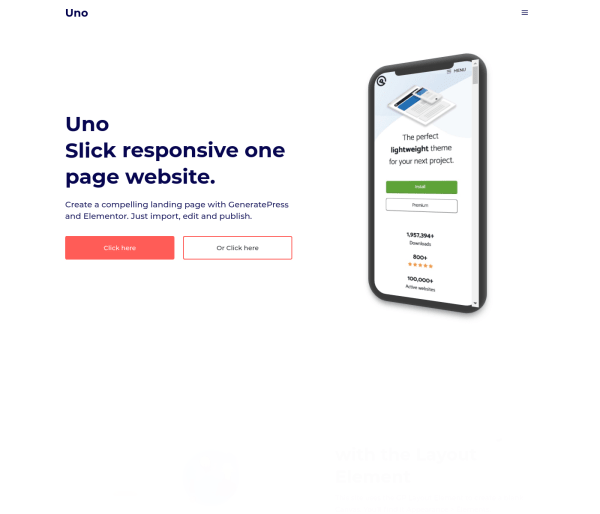 Uno
Uno
Slick responsive one
page website.
Create a compelling landing page with GeneratePress
and Elementor. Just import, edit and publish.
Click here
Or Click here
MENU
The perfect
lightweight theme
for your next project.
Install
Premium
1,957,394+
Downloads
800+
100,000+
Active websites